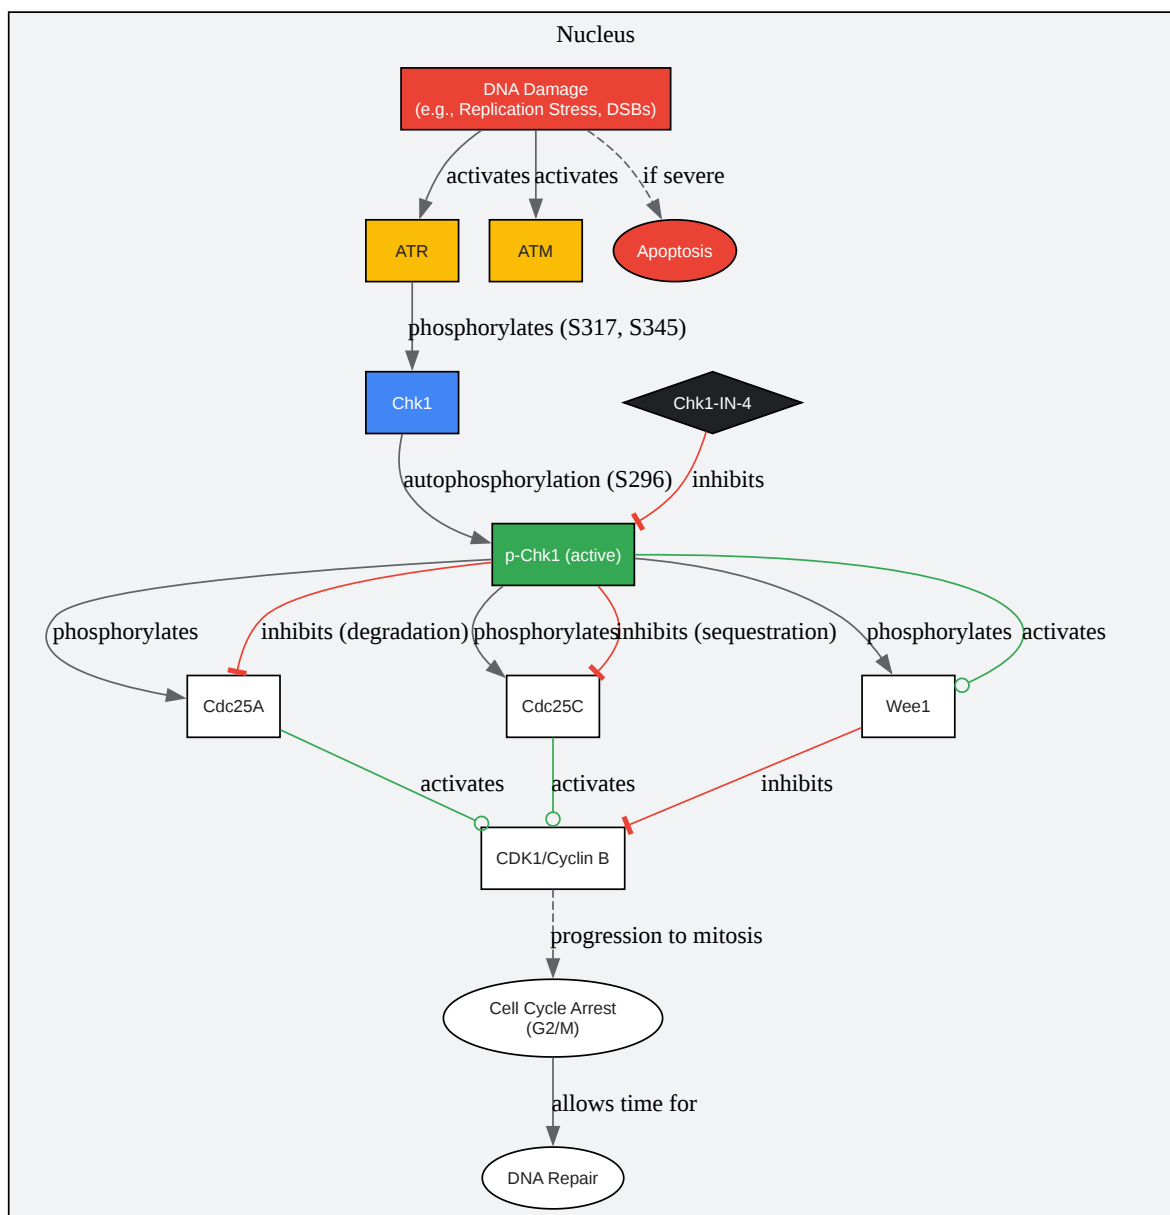 Nucleus
DNA Damage
(e.g., Replication Stress, DSBs)
activates
activates
if severe
ATR
ATM
Apoptosis
phosphorylates (S317, S345)
Chk1
Chk1-IN-4
autophosphorylation (S296)
inhibits
p-Chk1 (active)
phosphorylates
inhibits (degradation)
phosphorylates
inhibits (sequestration)
phosphorylates
activates
Cdc25A
Cdc25C
Wee1
activates
activates
inhibits
CDK1/Cyclin B
progression to mitosis
Cell Cycle Arrest
(G2/M)
allows time for
DNA Repair